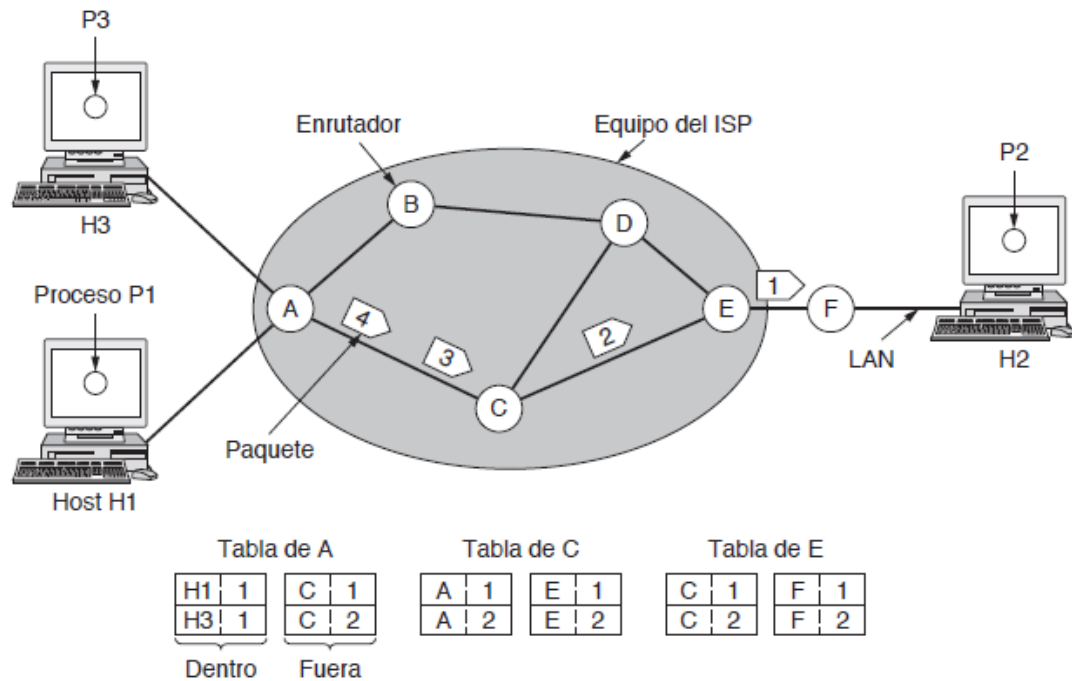 P3
Enrutador
Equipo del ISP
P2
B
D
H3
Proceso P1
A
4
3
2
E
1
F
LAN
H2
C
Paquete
Host H1
Tabla de A
Tabla de C
Tabla de E
H1 1 C 1 A 1 E 1 C 1 F 1
H3 1 C 2 A 2 E 2 C 2 F 2
Dentro Fuera